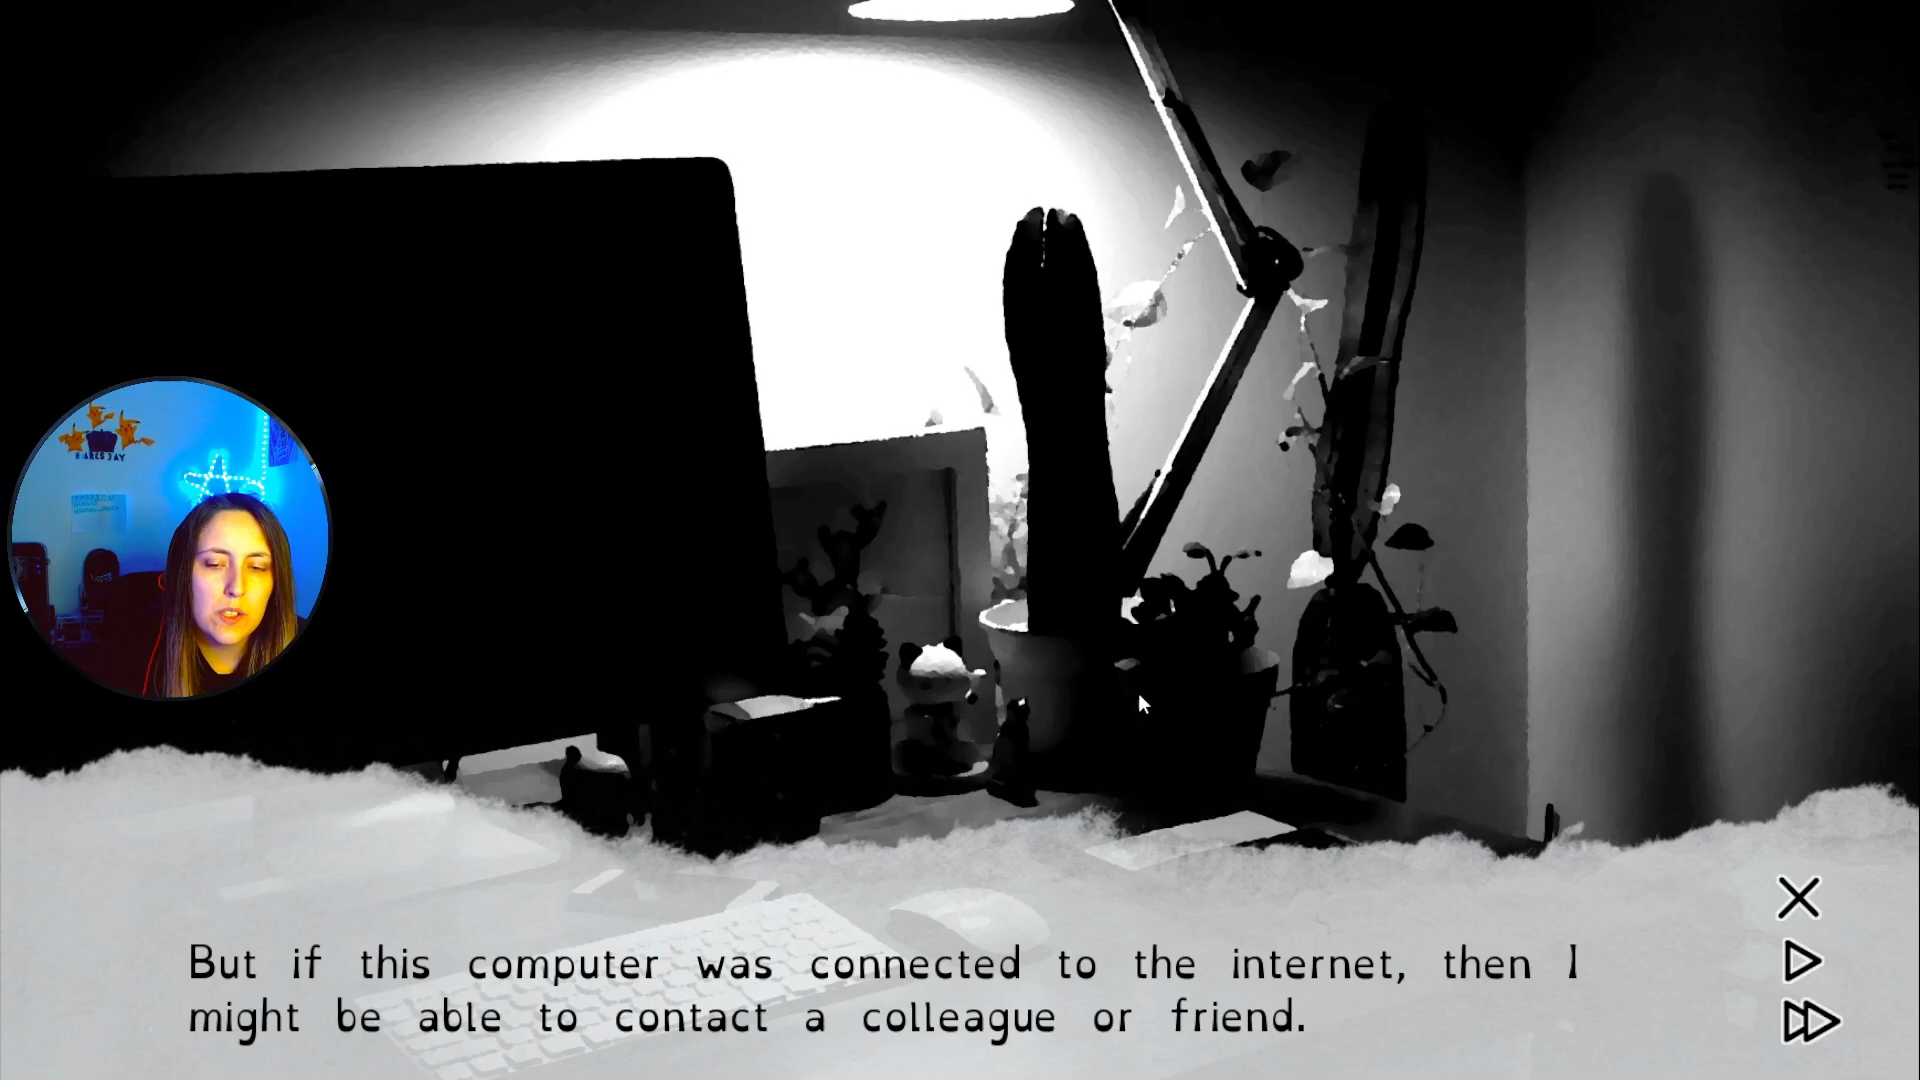 But if this computer was connected to the internet, then I
might be able to contact a colleague or friend.